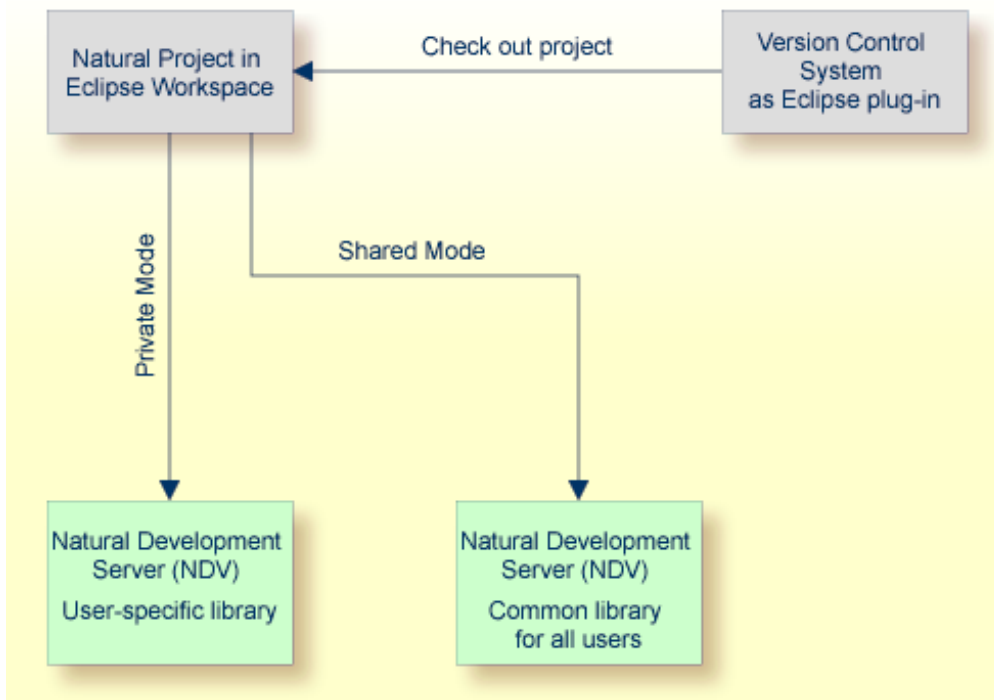 Natural Project in
Eclipse Workspace
Check out project
Version Control
System
as Eclipse plug-in
Private Mode
Shared Mode
Natural Development
Server (NDV)
User-specific library
Natural Development
Server (NDV)
Common library
for all users